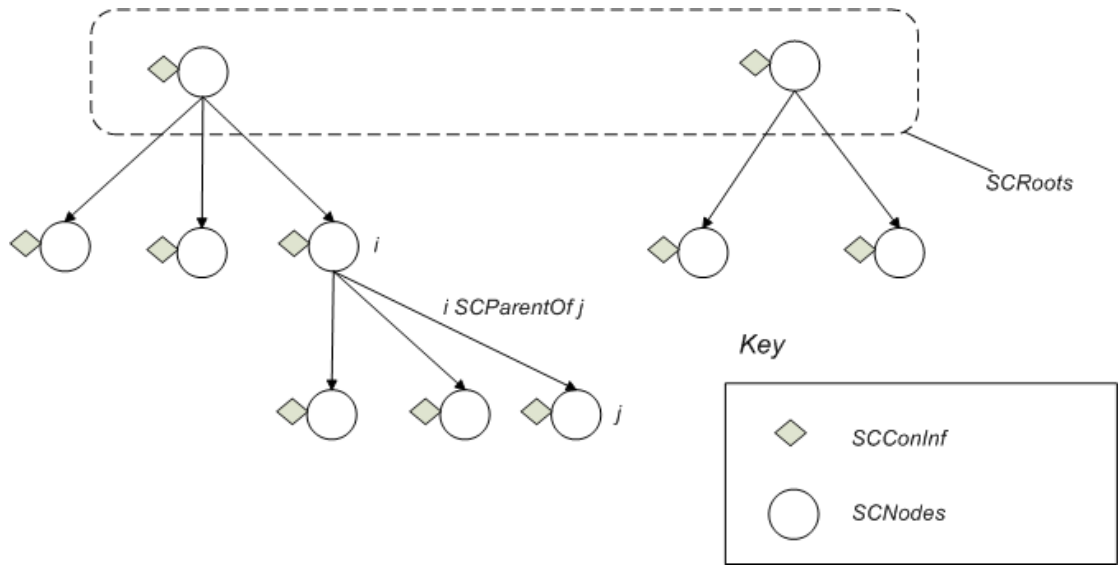 SCRoots
i
i SCParentOf j
j
Key
SCConInf
SCNodes